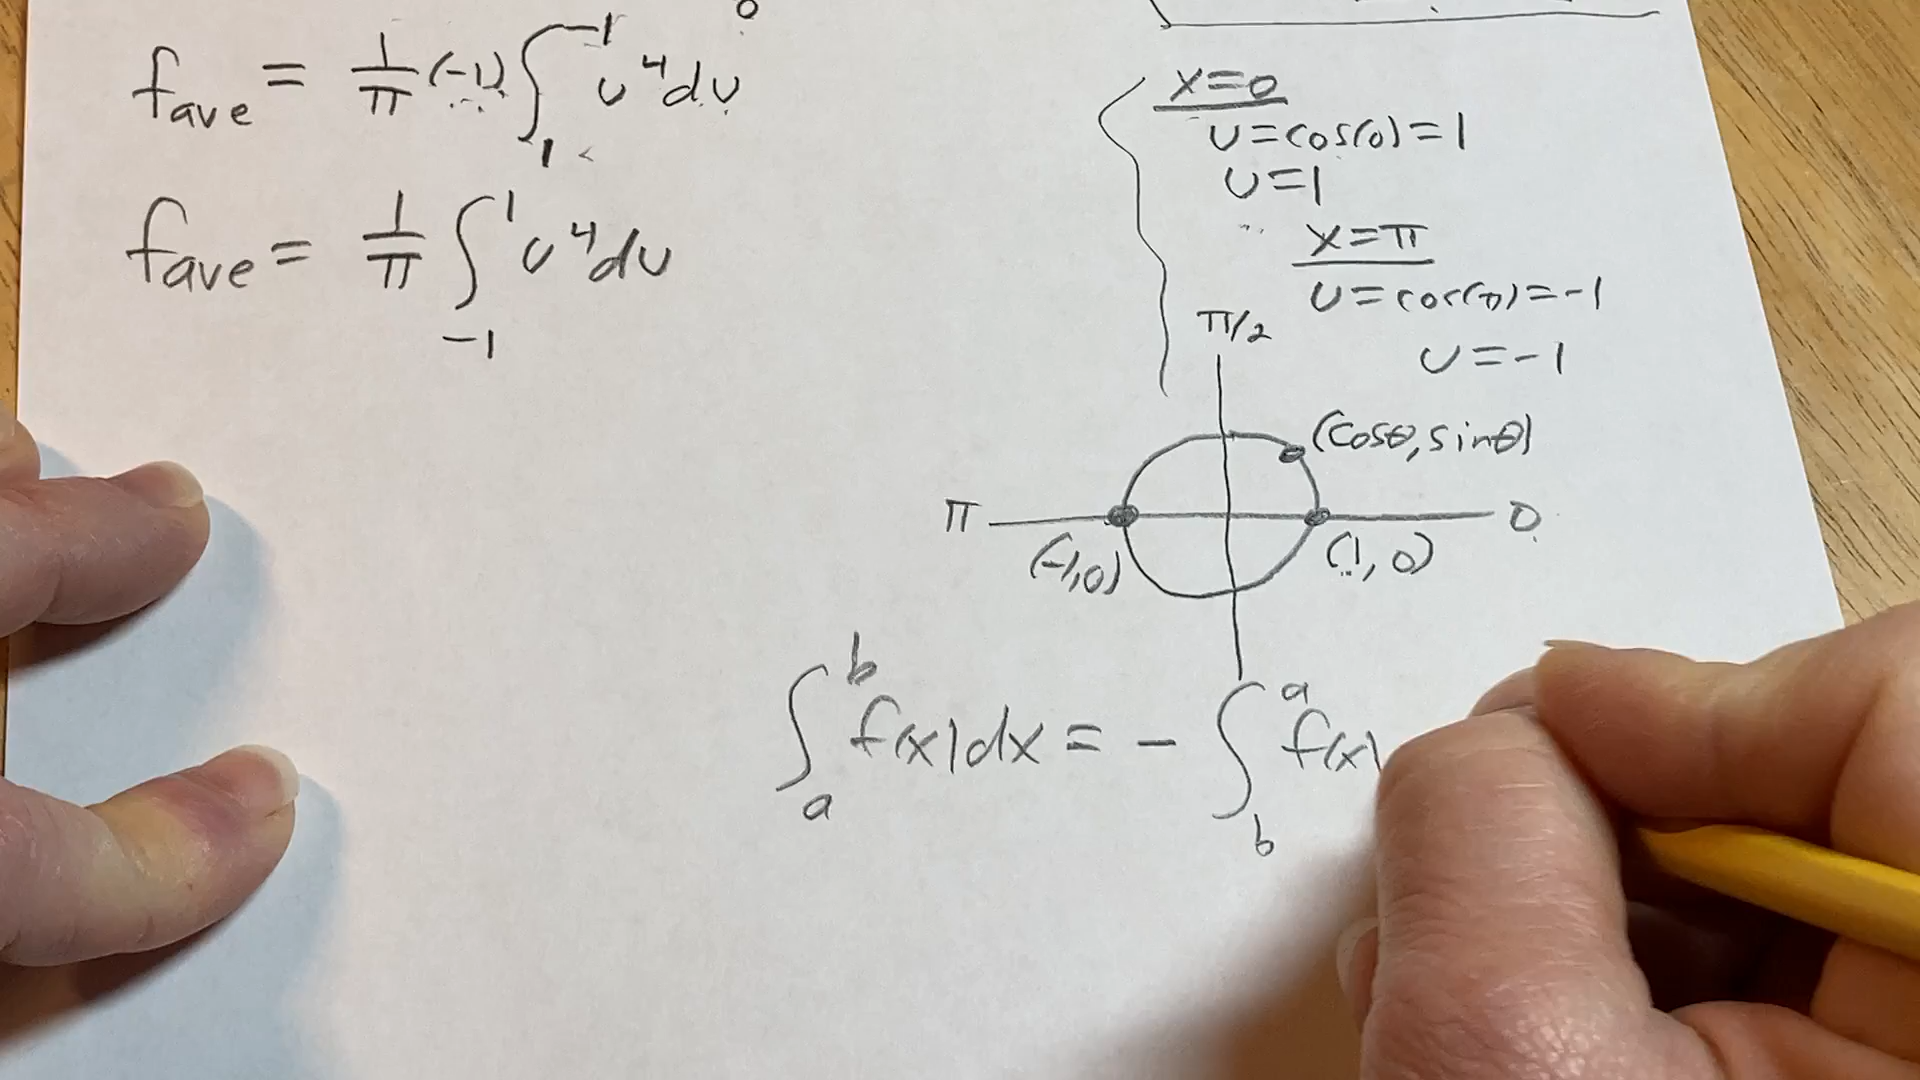 0
f_ave = 1/π (-1) ∫_1^-1 u^4 du
f_ave = 1/π ∫_-1^1 u^4 du
x=0
u=cos(0)=1
u=1
x=π
u=cos(π)=-1
u=-1
π/2
(cosθ, sinθ)
π
0
(-1,0)
(1,0)
∫_a^b f(x)dx = - ∫_b^a f(x)